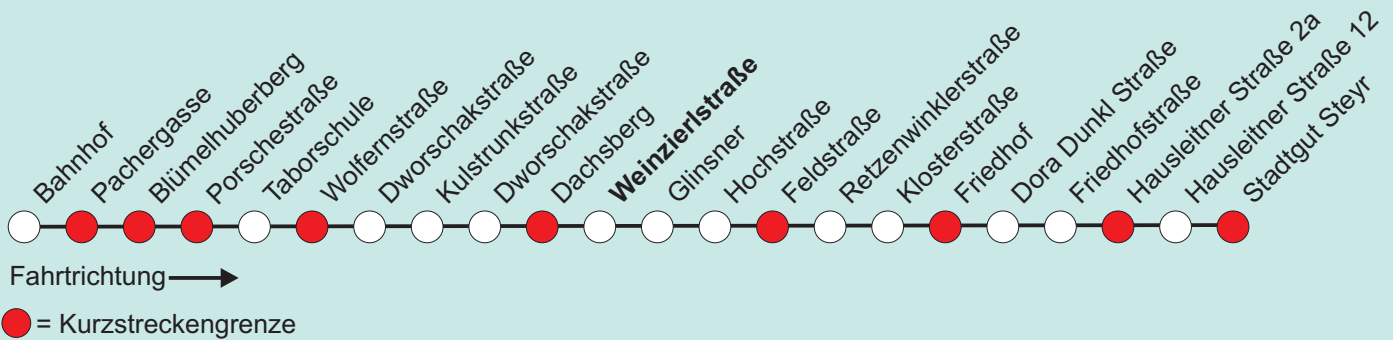 Bahnhof
Pachergasse
Blümelhuberberg
Porschestraße
Taborschule
Wolfernstraße
Dworschakstraße
Kulstrunkstraße
Dworschakstraße
Dachsberg
Weinzierlstraße
Glinsner
Hochstraße
Feldstraße
Retzenwinklerstraße
Klosterstraße
Friedhof
Dora Dunkl Straße
Friedhofstraße
Hausleitner Straße 2a
Hausleitner Straße 12
Stadtgut Steyr
Fahrtrichtung
= Kurzstreckengrenze